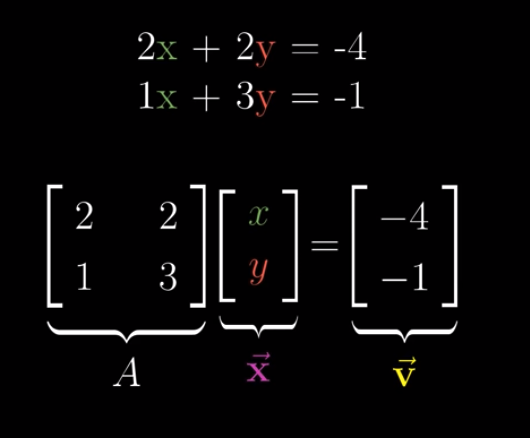 2x + 2y = -4
1x + 3y = -1
[2 2] [x] = [−4]
[1 3] [y] [−1]
A x⃗ v⃗